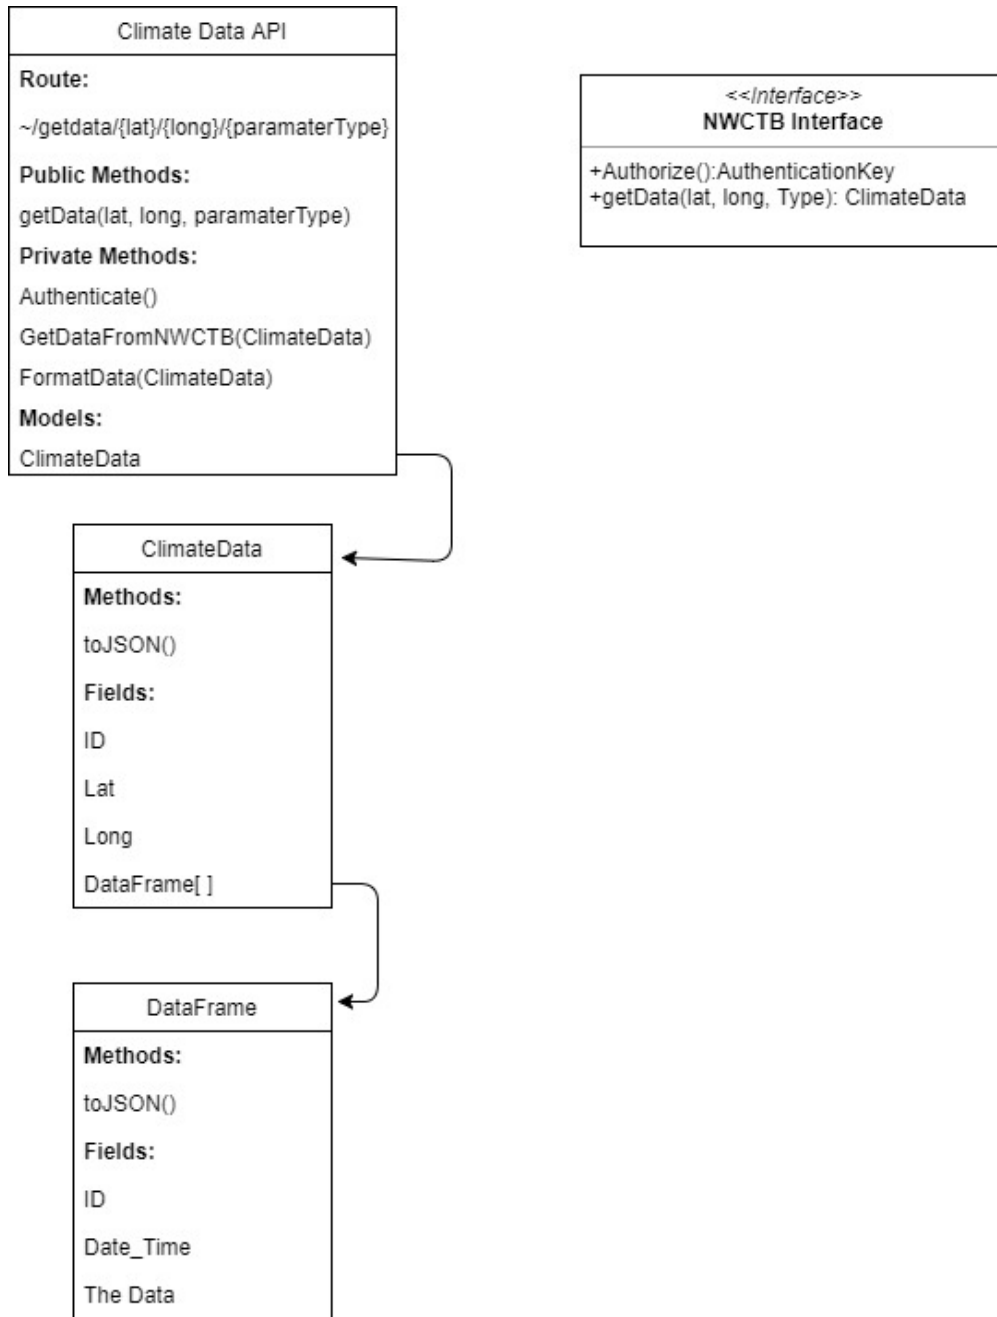 Climate Data API
Route:
~/getdata/{lat}/{long}/{paramaterType}
Public Methods:
getData(lat, long, paramaterType)
Private Methods:
Authenticate()
GetDataFromNWCTB(ClimateData)
FormatData(ClimateData)
Models:
ClimateData
<<Interface>>
NWCTB Interface
+Authorize():AuthenticationKey
+getData(lat, long, Type): ClimateData
ClimateData
Methods:
toJSON()
Fields:
ID
Lat
Long
DataFrame[ ]
DataFrame
Methods:
toJSON()
Fields:
ID
Date_Time
The Data